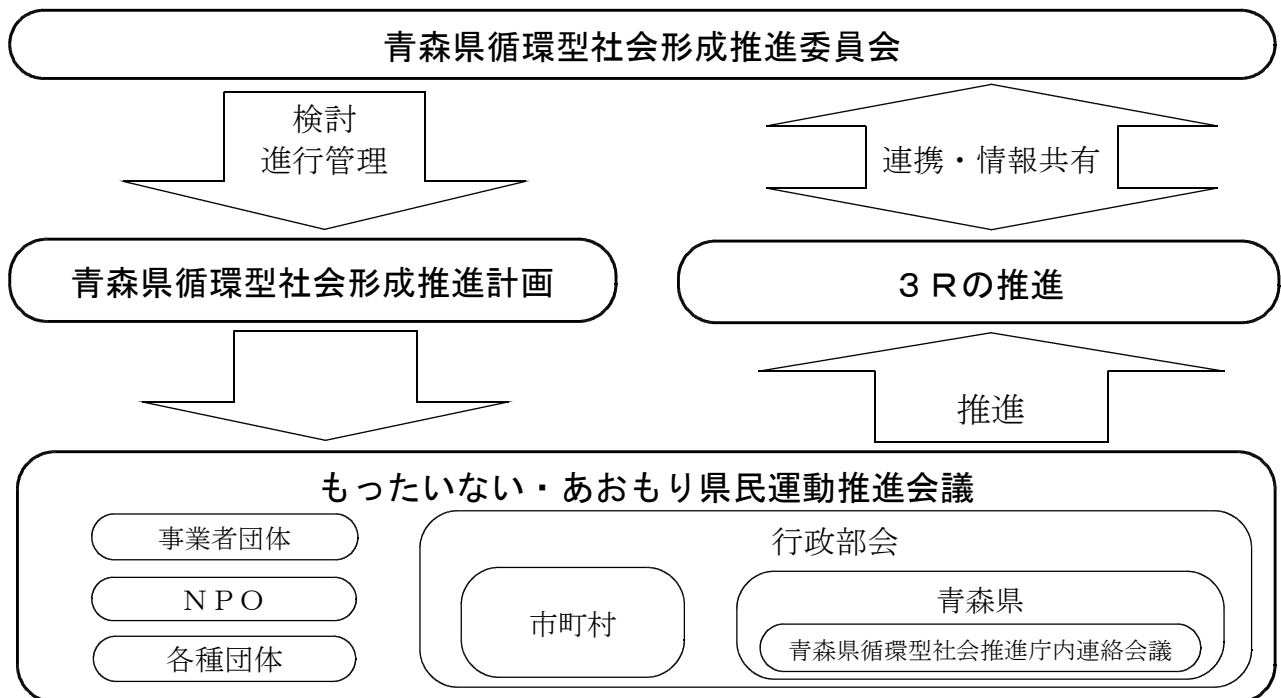 青森県循環型社会形成推進委員会
検討
進行管理
連携・情報共有
青森県循環型社会形成推進計画
３Ｒの推進
推進
もったいない・あおもり県民運動推進会議
事業者団体
ＮＰＯ
各種団体
行政部会
市町村
青森県
青森県循環型社会推進庁内連絡会議